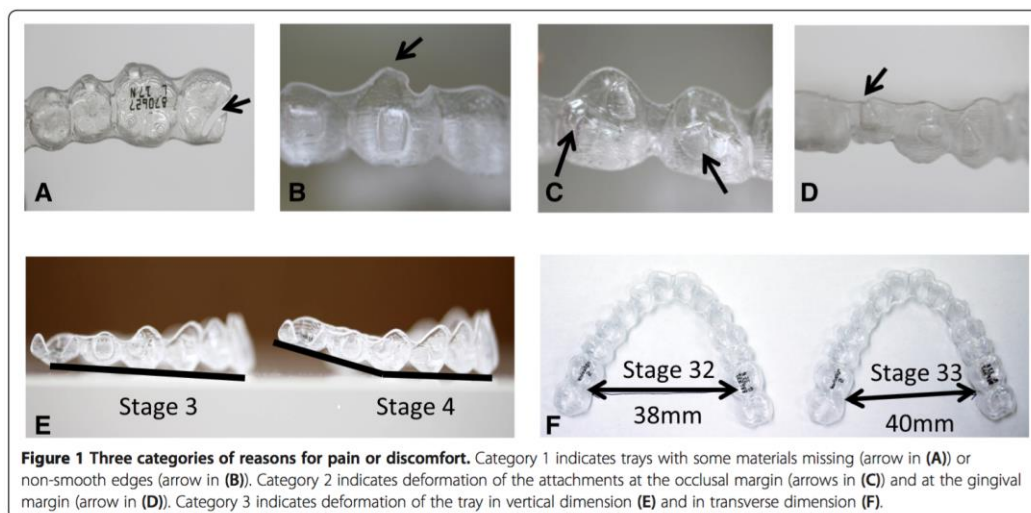 870627
L 17N
A
B
C
D
Stage 3
Stage 4
E
Stage 32
38mm
Stage 33
40mm
F
Figure 1 Three categories of reasons for pain or discomfort. Category 1 indicates trays with some materials missing (arrow in (A)) or
non-smooth edges (arrow in (B)). Category 2 indicates deformation of the attachments at the occlusal margin (arrows in (C)) and at the gingival
margin (arrow in (D)). Category 3 indicates deformation of the tray in vertical dimension (E) and in transverse dimension (F).